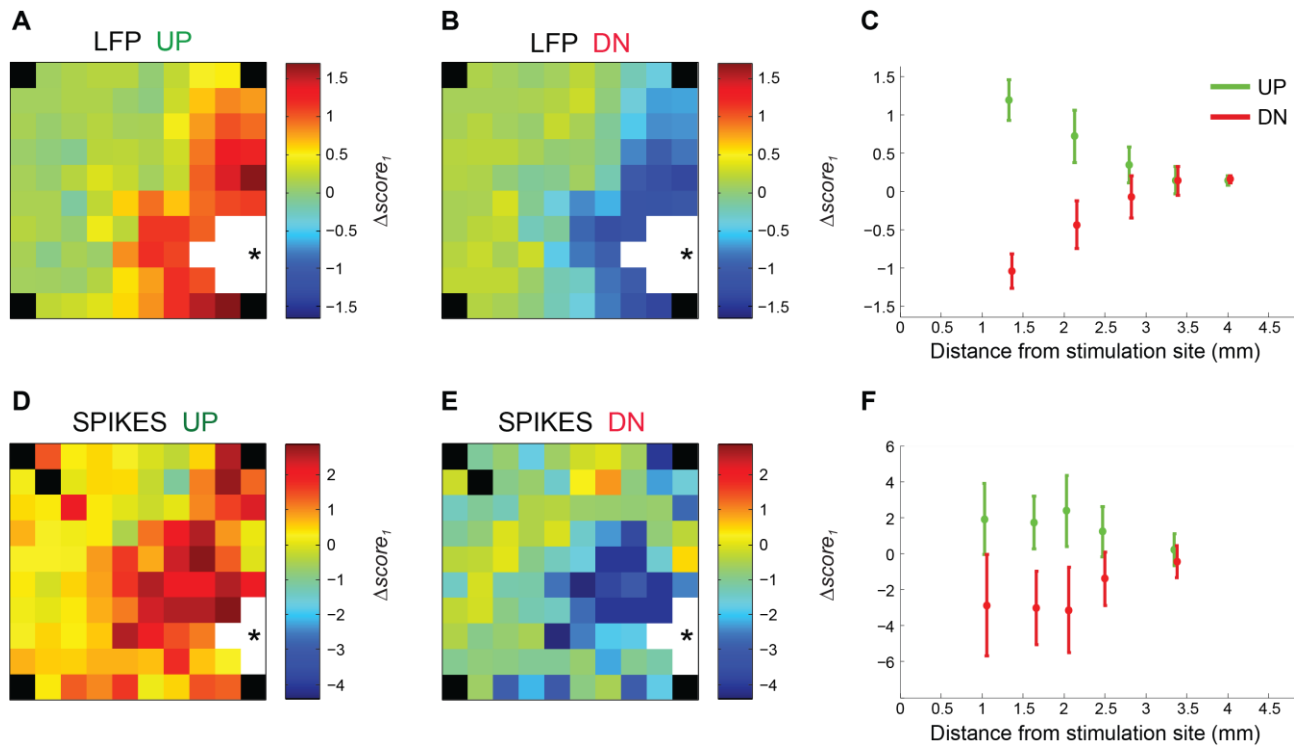 A
LFP UP
1.5
1
0.5
0
−0.5
−1
−1.5
Δscore1
*
B
LFP DN
1.5
1
0.5
0
−0.5
−1
−1.5
*
C
UP
DN
1.5
1
0.5
0
−0.5
−1
−1.5
Δscore1
0 0.5 1 1.5 2 2.5 3 3.5 4 4.5
Distance from stimulation site (mm)
D
SPIKES UP
2
1
0
−1
−2
−3
−4
Δscore1
*
E
SPIKES DN
2
1
0
−1
−2
−3
−4
*
F
6
4
2
0
−2
−4
−6
Δscore1
0 0.5 1 1.5 2 2.5 3 3.5 4 4.5
Distance from stimulation site (mm)